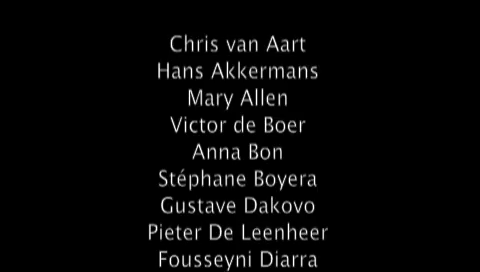 Chris van Aart
Hans Akkermans
Mary Allen
Victor de Boer
Anna Bon
Stéphane Boyera
Gustave Dakovo
Pieter De Leenheer
Fousseyni Diarra